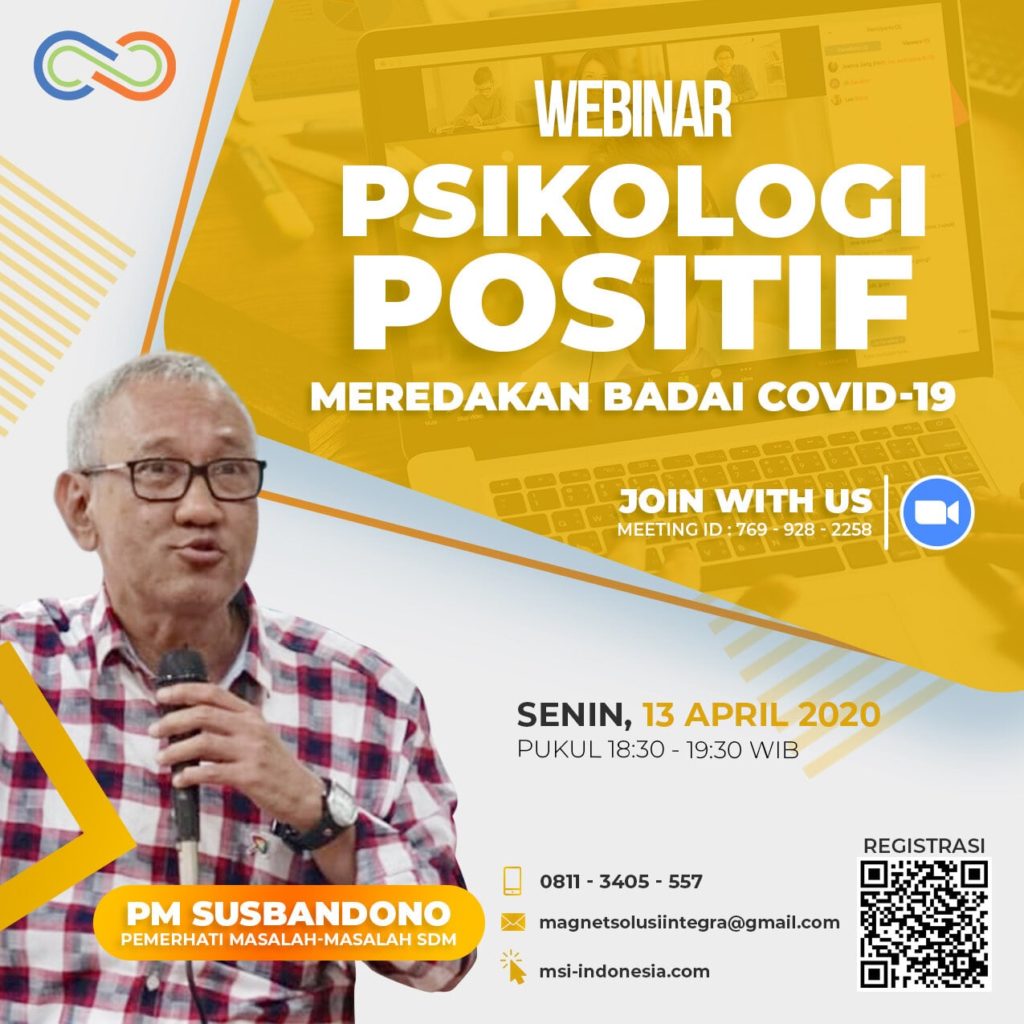 WEBINAR
PSIKOLOGI
POSITIF
MEREDAKAN BADAI COVID-19
JOIN WITH US
MEETING ID : 769 - 928 - 2258
SENIN, 13 APRIL 2020
PUKUL 18:30 - 19:30 WIB
PM SUSBANDONO
PEMERHATI MASALAH-MASALAH SDM
0811 - 3405 - 557
magnetsolusiintegra@gmail.com
msi-indonesia.com
REGISTRASI